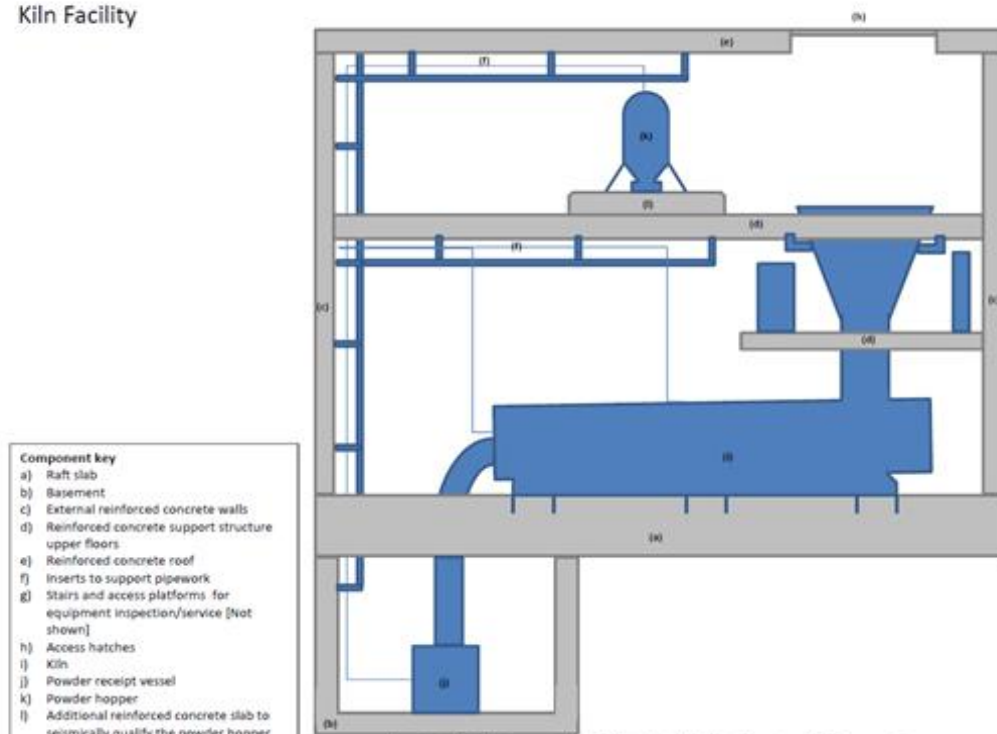 Kiln Facility
(h)
(e)
(f)
(k)
(l)
(d)
(f)
(c)
(c)
(d)
(i)
(a)
(j)
(b)
Component key
a) Raft slab
b) Basement
c) External reinforced concrete walls
d) Reinforced concrete support structure
upper floors
e) Reinforced concrete roof
f) Inserts to support pipework
g) Stairs and access platforms for
equipment inspection/service [Not
shown]
h) Access hatches
i) Kiln
j) Powder receipt vessel
k) Powder hopper
l) Additional reinforced concrete slab to
seismically qualify the powder hopper